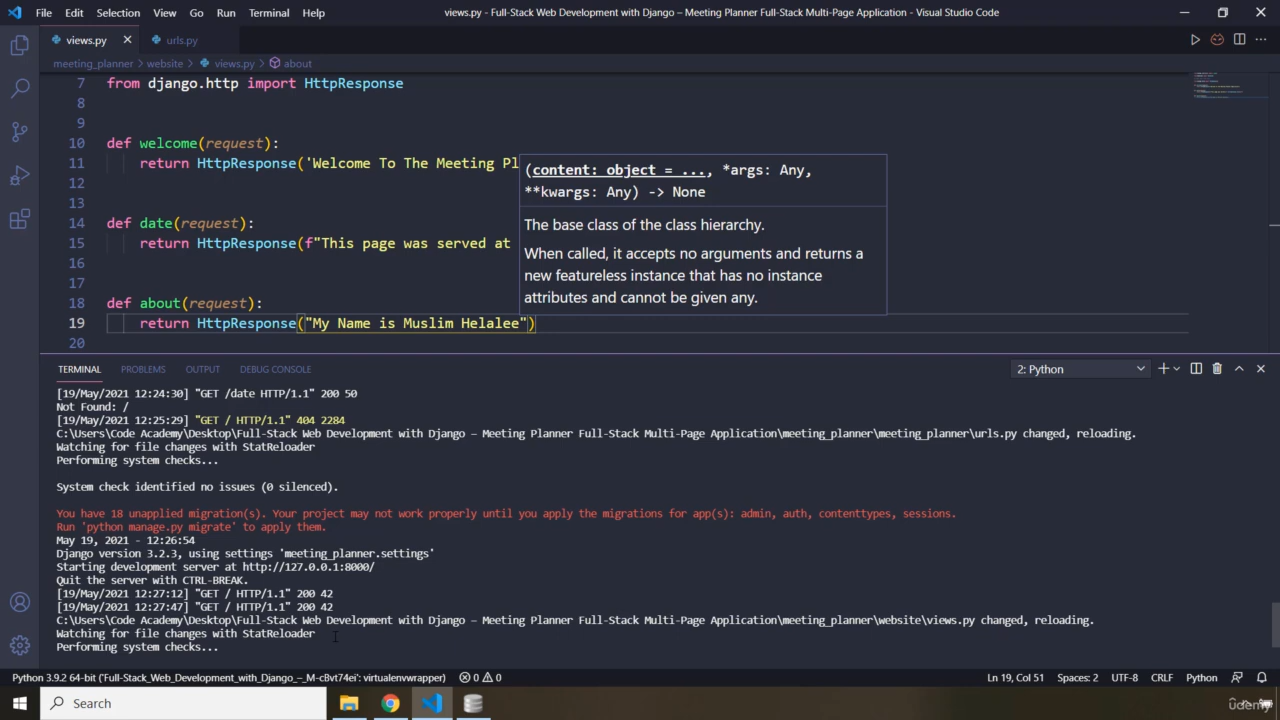 File Edit Selection View Go Run Terminal Help
views.py - Full-Stack Web Development with Django – Meeting Planner Full-Stack Multi-Page Application - Visual Studio Code
views.py
urls.py
meeting_planner > website > views.py > about
7 from django.http import HttpResponse
8
9
10 def welcome(request):
11 return HttpResponse('Welcome To The Meeting Pl
12
13
14 def date(request):
15 return HttpResponse(f"This page was served at
16
17
18 def about(request):
19 return HttpResponse("My Name is Muslim Helalee")
20
(content: object = ..., *args: Any,
**kwargs: Any) -> None
The base class of the class hierarchy.
When called, it accepts no arguments and returns a
new featureless instance that has no instance
attributes and cannot be given any.
TERMINAL PROBLEMS OUTPUT DEBUG CONSOLE
2: Python
[19/May/2021 12:24:30] "GET /date HTTP/1.1" 200 50
Not Found: /
[19/May/2021 12:25:29] "GET / HTTP/1.1" 404 2284
C:\Users\Code Academy\Desktop\Full-Stack Web Development with Django – Meeting Planner Full-Stack Multi-Page Application\meeting_planner\meeting_planner\urls.py changed, reloading.
Watching for file changes with StatReloader
Performing system checks...
System check identified no issues (0 silenced).
You have 18 unapplied migration(s). Your project may not work properly until you apply the migrations for app(s): admin, auth, contenttypes, sessions.
Run 'python manage.py migrate' to apply them.
May 19, 2021 - 12:26:54
Django version 3.2.3, using settings 'meeting_planner.settings'
Starting development server at http://127.0.0.1:8000/
Quit the server with CTRL-BREAK.
[19/May/2021 12:27:12] "GET / HTTP/1.1" 200 42
[19/May/2021 12:27:47] "GET / HTTP/1.1" 200 42
C:\Users\Code Academy\Desktop\Full-Stack Web Development with Django – Meeting Planner Full-Stack Multi-Page Application\meeting_planner\website\views.py changed, reloading.
Watching for file changes with StatReloader
Performing system checks...
Python 3.9.2 64-bit ('Full-Stack_Web_Development_with_Django_–_M-cBvt74ei': virtualenvwrapper) 0 0
Ln 19, Col 51 Spaces: 2 UTF-8 CRLF Python
Search
udemy